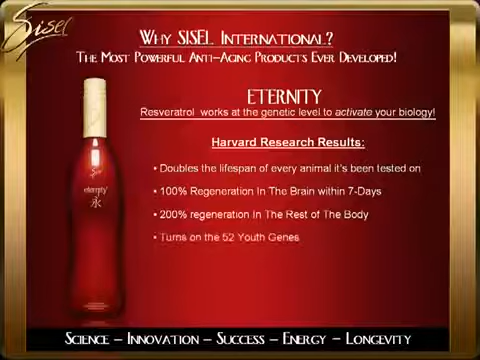 Sisel
WHY SISEL INTERNATIONAL?
THE MOST POWERFUL ANTI-AGING PRODUCTS EVER DEVELOPED!
ETERNITY
Resveratrol works at the genetic level to activate your biology!
Harvard Research Results:
• Doubles the lifespan of every animal it's been tested on
• 100% Regeneration In The Brain within 7-Days
• 200% regeneration In The Rest of The Body
• Turns on the 52 Youth Genes
eternity
永
SCIENCE – INNOVATION – SUCCESS – ENERGY – LONGEVITY